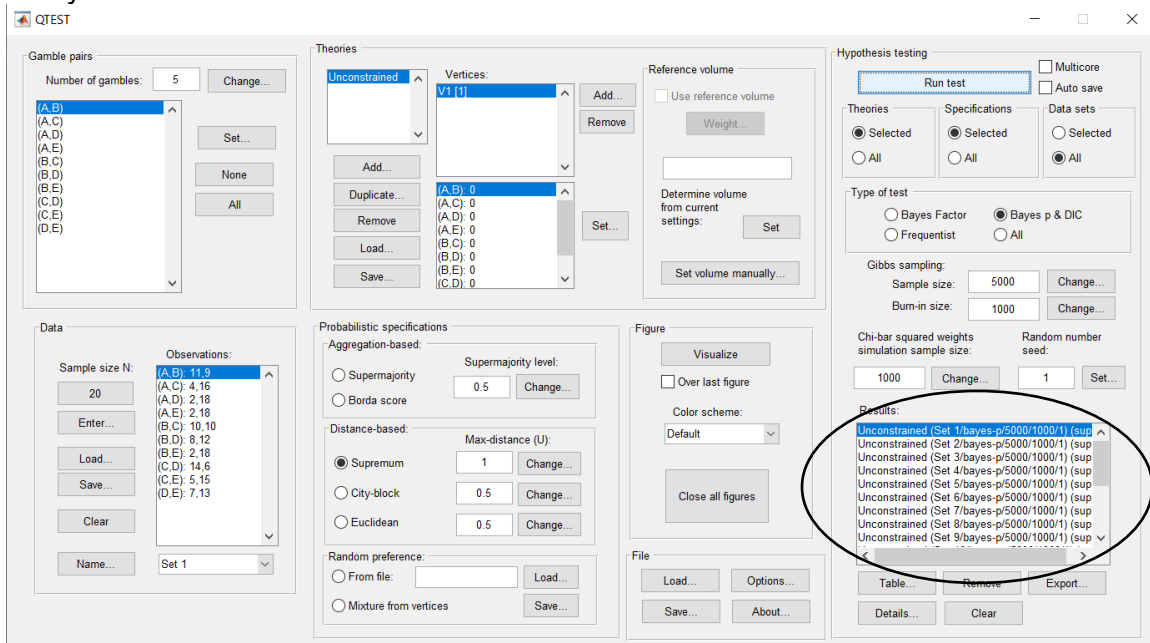 QTEST
Gamble pairs
Number of gambles: 5 Change...
(A,B)
(A,C)
(A,D)
(A,E)
(B,C)
(B,D)
(B,E)
(C,D)
(C,E)
(D,E)
Set...
None
All
Theories
Unconstrained
Vertices:
V1 [1]
Add...
Remove
Add...
Duplicate...
Remove
Load...
Save...
(A,B): 0
(A,C): 0
(A,D): 0
(A,E): 0
(B,C): 0
(B,D): 0
(B,E): 0
(C,D): 0
Set...
Reference volume
Use reference volume
Weight...
Determine volume
from current
settings:
Set
Set volume manually...
Hypothesis testing
Run test
Multicore
Auto save
Theories
Selected
All
Specifications
Selected
All
Data sets
Selected
All
Type of test
Bayes Factor
Bayes p & DIC
Frequentist
All
Gibbs sampling:
Sample size: 5000 Change...
Burn-in size: 1000 Change...
Chi-bar squared weights
simulation sample size:
1000 Change...
Random number
seed:
1 Set...
Results:
Unconstrained (Set 1/bayes-p/5000/1000/1) (sup
Unconstrained (Set 2/bayes-p/5000/1000/1) (sup
Unconstrained (Set 3/bayes-p/5000/1000/1) (sup
Unconstrained (Set 4/bayes-p/5000/1000/1) (sup
Unconstrained (Set 5/bayes-p/5000/1000/1) (sup
Unconstrained (Set 6/bayes-p/5000/1000/1) (sup
Unconstrained (Set 7/bayes-p/5000/1000/1) (sup
Unconstrained (Set 8/bayes-p/5000/1000/1) (sup
Unconstrained (Set 9/bayes-p/5000/1000/1) (sup
Table... Remove Export...
Details... Clear
Data
Sample size N:
20
Enter...
Load...
Save...
Clear
Name...
Observations:
(A,B): 11,9
(A,C): 4,16
(A,D): 2,18
(A,E): 2,18
(B,C): 10,10
(B,D): 8,12
(B,E): 2,18
(C,D): 14,6
(C,E): 5,15
(D,E): 7,13
Set 1
Probabilistic specifications
Aggregation-based:
Supermajority level:
Supermajority
0.5 Change...
Borda score
Distance-based:
Max-distance (U):
Supremum 1 Change...
City-block 0.5 Change...
Euclidean 0.5 Change...
Random preference:
From file: Load...
Mixture from vertices Save...
Figure
Visualize
Over last figure
Color scheme:
Default
Close all figures
File
Load... Options...
Save... About...